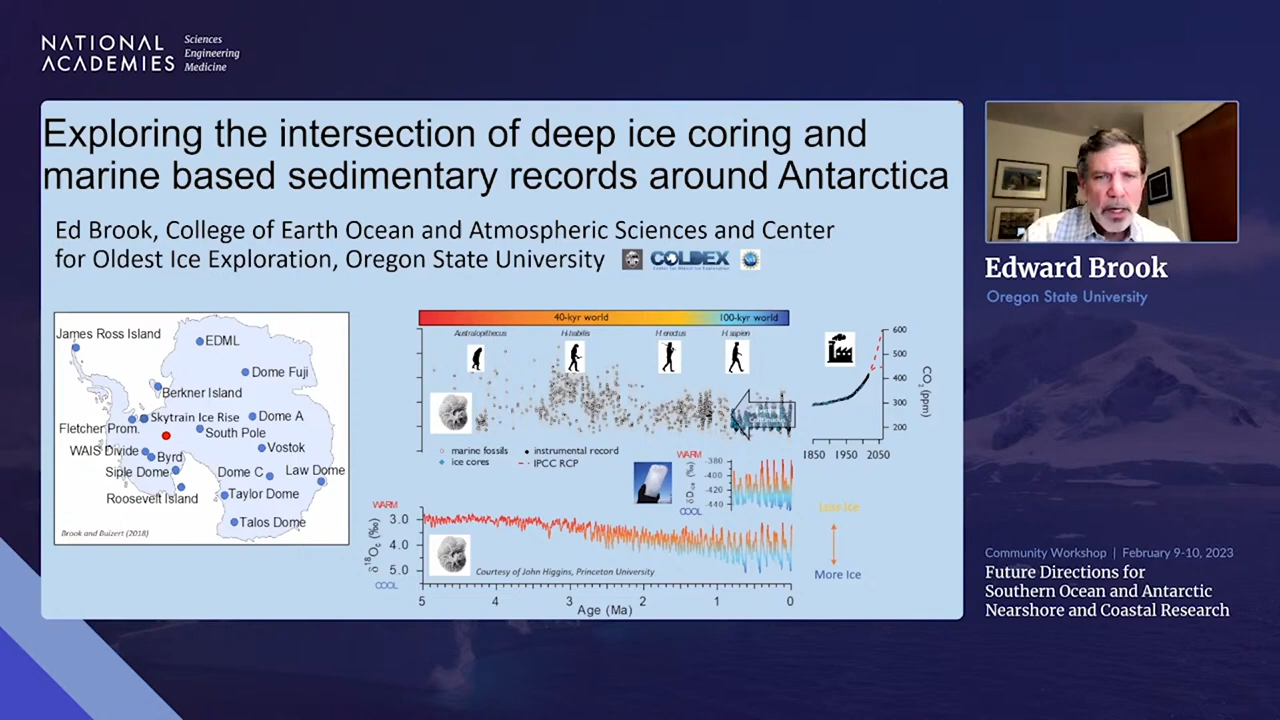 NATIONAL ACADEMIES
Sciences
Engineering
Medicine
Exploring the intersection of deep ice coring and
marine based sedimentary records around Antarctica
Ed Brook, College of Earth Ocean and Atmospheric Sciences and Center
for Oldest Ice Exploration, Oregon State University
COLDEX
Center for Oldest Ice Exploration
James Ross Island
EDML
Dome Fuji
Berkner Island
Skytrain Ice Rise
Dome A
Fletcher Prom.
South Pole
WAIS Divide
Byrd
Vostok
Siple Dome
Dome C
Law Dome
Roosevelt Island
Taylor Dome
Talos Dome
Brook and Buizert (2018)
40-kyr world
100-kyr world
Australopithecus
H.habilis
H.erectus
H.sapien
600
500
400
300
200
CO2 (ppm)
1850 1950 2050
marine fossils
instrumental record
ice cores
IPCC RCP
WARM
-380
-400
-420
-440
δDice (‰)
COOL
WARM
3.0
4.0
5.0
δ18Oc (‰)
COOL
Courtesy of John Higgins, Princeton University
5 4 3 2 1 0
Age (Ma)
Less Ice
More Ice
Edward Brook
Oregon State University
Community Workshop | February 9-10, 2023
Future Directions for
Southern Ocean and Antarctic
Nearshore and Coastal Research